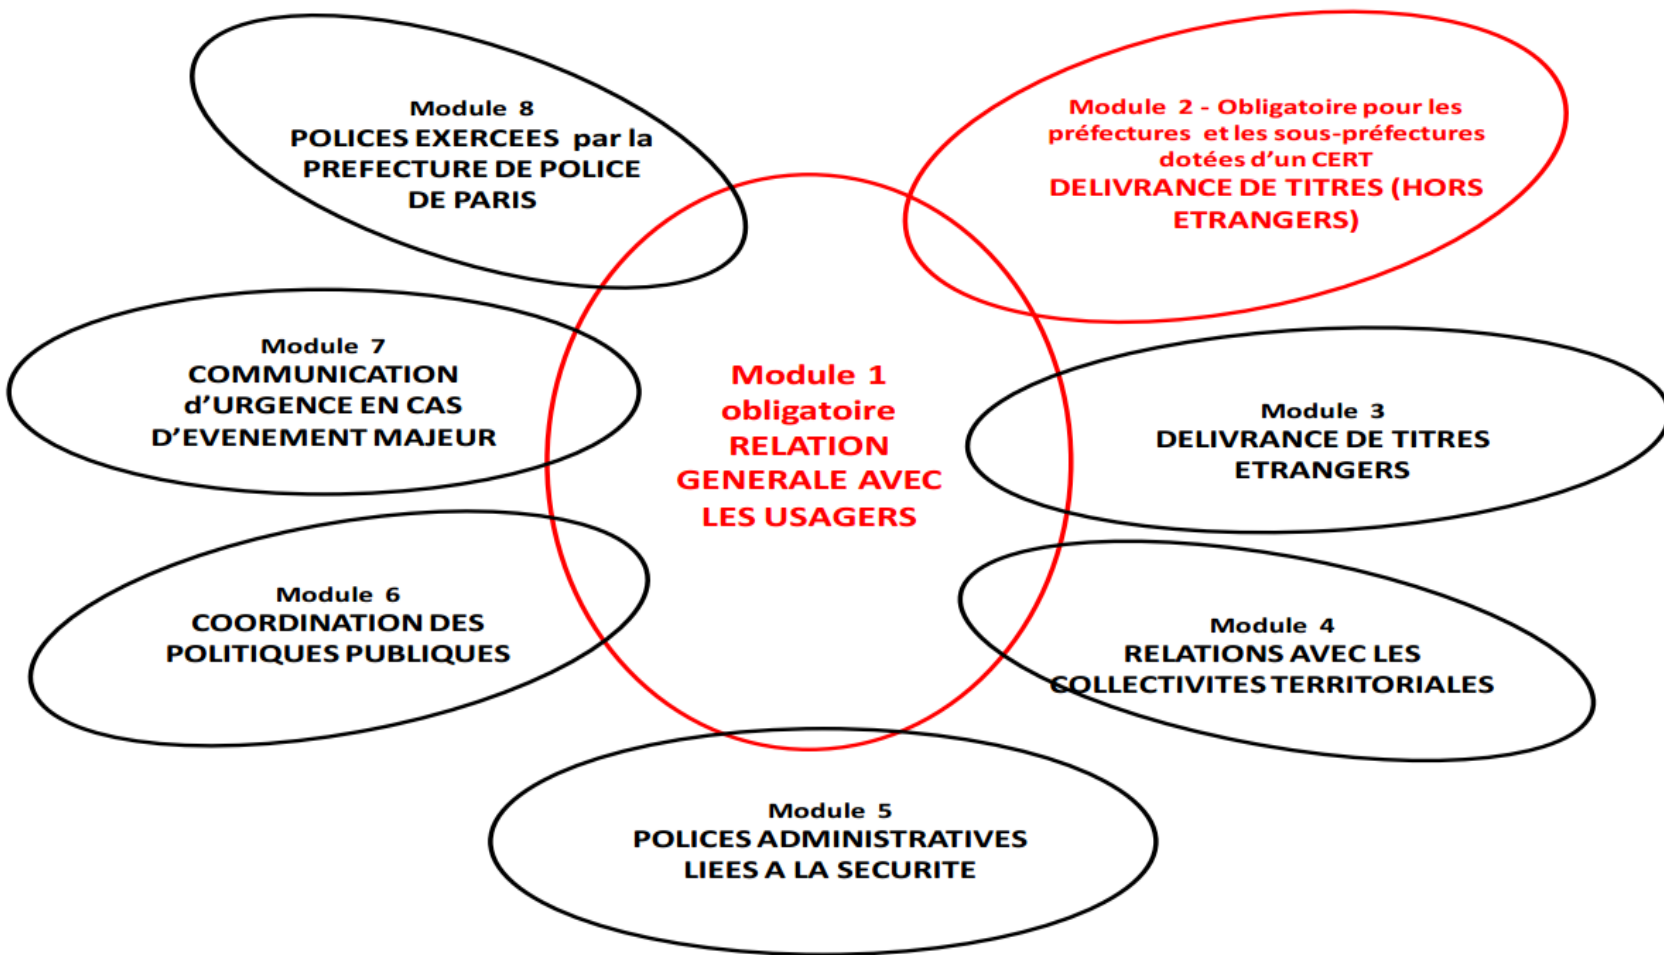 Module 8
POLICES EXERCEES par la
PREFECTURE DE POLICE
DE PARIS
Module 2 - Obligatoire pour les
préfectures et les sous-préfectures
dotées d'un CERT
DELIVRANCE DE TITRES (HORS
ETRANGERS)
Module 7
COMMUNICATION
d'URGENCE EN CAS
D'EVENEMENT MAJEUR
Module 1
obligatoire
RELATION
GENERALE AVEC
LES USAGERS
Module 3
DELIVRANCE DE TITRES
ETRANGERS
Module 6
COORDINATION DES
POLITIQUES PUBLIQUES
Module 4
RELATIONS AVEC LES
COLLECTIVITES TERRITORIALES
Module 5
POLICES ADMINISTRATIVES
LIEES A LA SECURITE